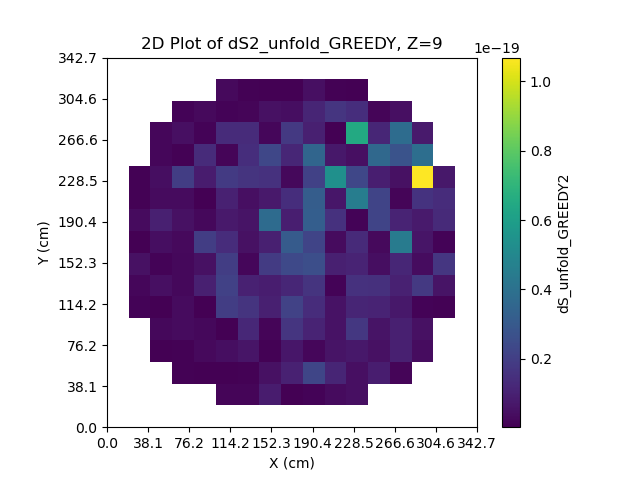 2D Plot of dS2_unfold_GREEDY, Z=9
1e−19
342.7
304.6
266.6
228.5
190.4
152.3
114.2
76.2
38.1
0.0
Y (cm)
0.0 38.1 76.2 114.2 152.3 190.4 228.5 266.6 304.6 342.7
X (cm)
1.0
0.8
0.6
0.4
0.2
dS_unfold_GREEDY2